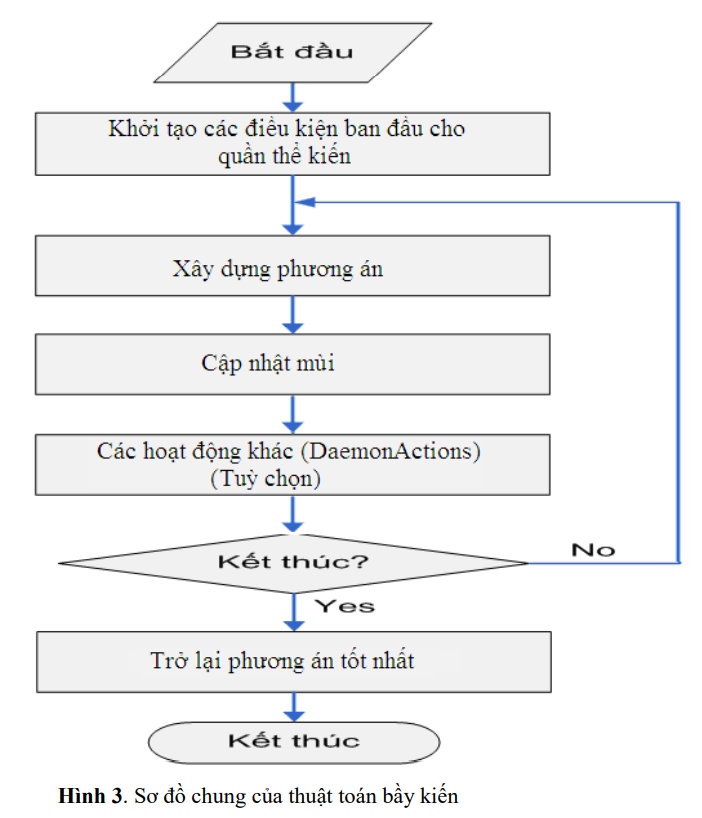 Bắt đầu
Khởi tạo các điều kiện ban đầu cho
quần thể kiến
Xây dựng phương án
Cập nhật mùi
Các hoạt động khác (DaemonActions)
(Tuỳ chọn)
Kết thúc?
No
Yes
Trở lại phương án tốt nhất
Kết thúc
Hình 3. Sơ đồ chung của thuật toán bầy kiến